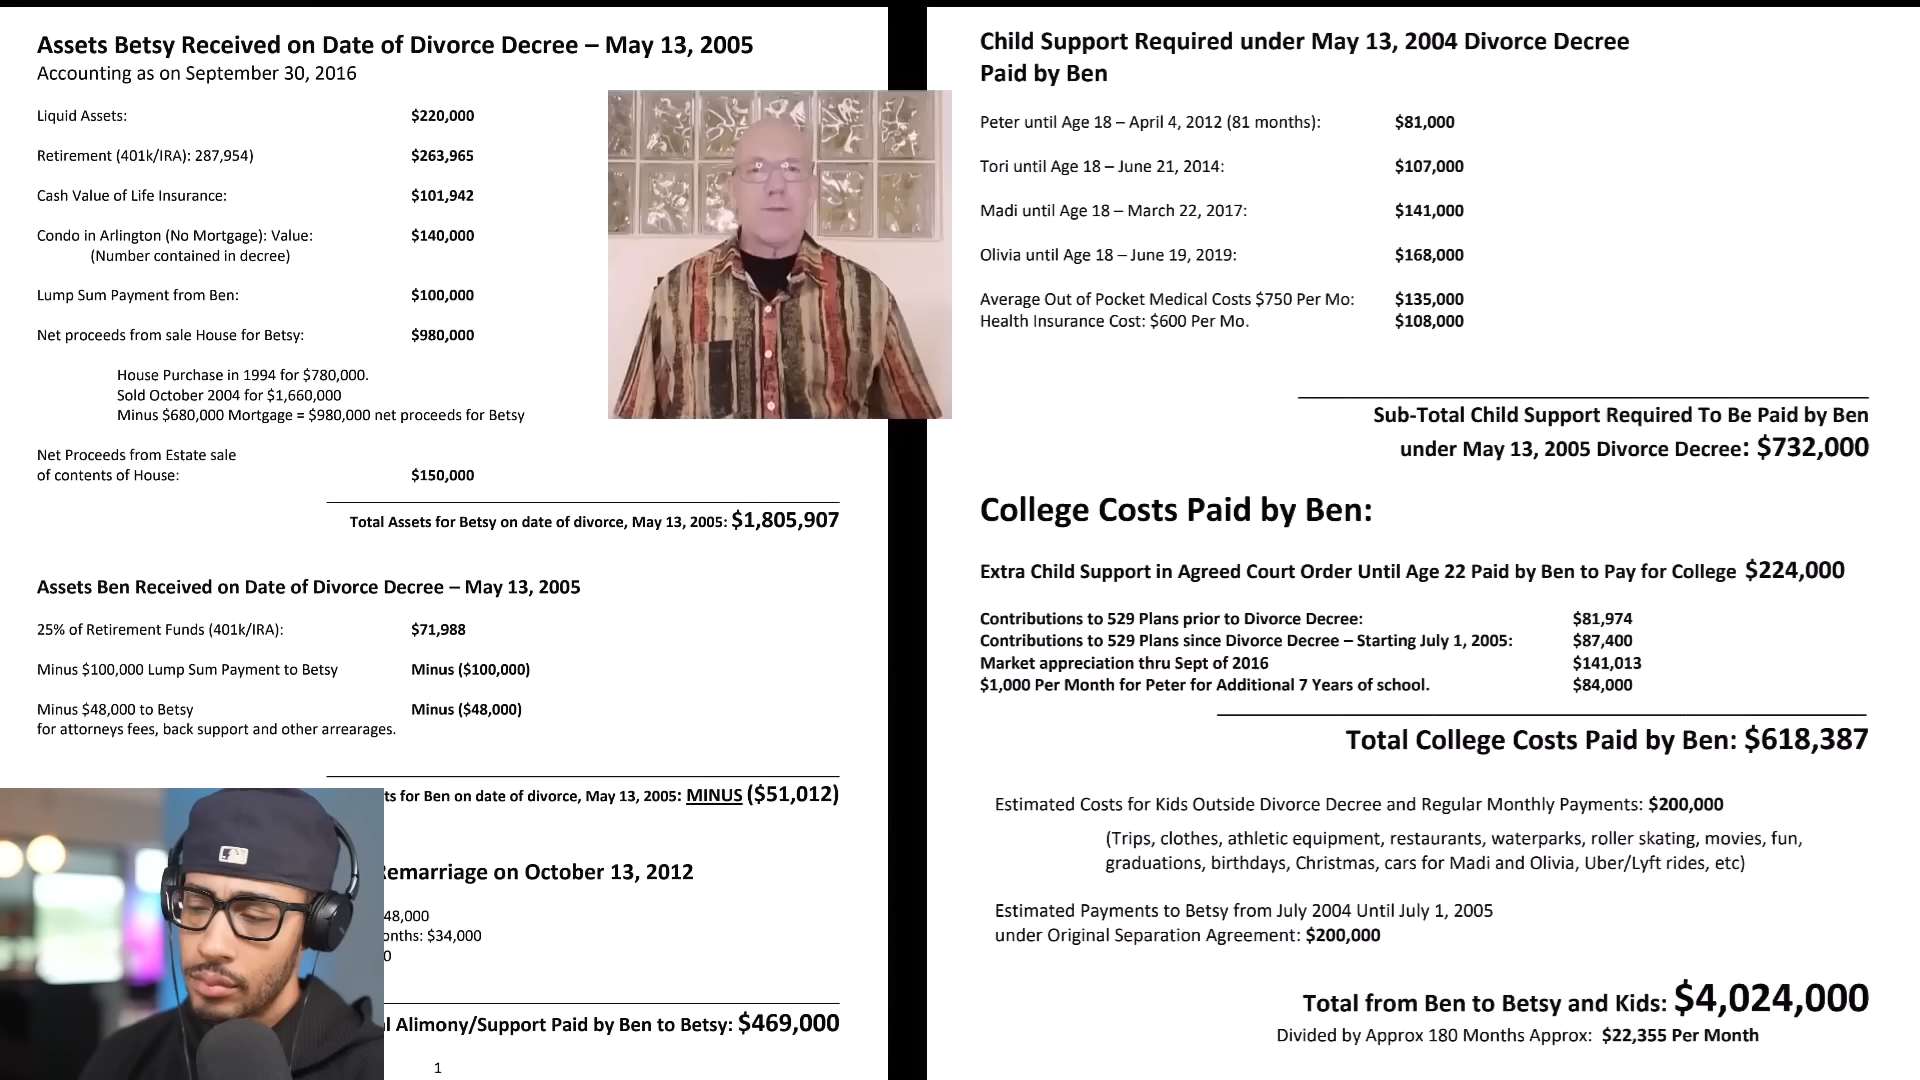 Assets Betsy Received on Date of Divorce Decree – May 13, 2005
Accounting as on September 30, 2016
Liquid Assets: $220,000
Retirement (401k/IRA): 287,954) $263,965
Cash Value of Life Insurance: $101,942
Condo in Arlington (No Mortgage): Value: $140,000
(Number contained in decree)
Lump Sum Payment from Ben: $100,000
Net proceeds from sale House for Betsy: $980,000
House Purchase in 1994 for $780,000.
Sold October 2004 for $1,660,000
Minus $680,000 Mortgage = $980,000 net proceeds for Betsy
Net Proceeds from Estate sale
of contents of House: $150,000
Total Assets for Betsy on date of divorce, May 13, 2005: $1,805,907
Assets Ben Received on Date of Divorce Decree – May 13, 2005
25% of Retirement Funds (401k/IRA): $71,988
Minus $100,000 Lump Sum Payment to Betsy Minus ($100,000)
Minus $48,000 to Betsy Minus ($48,000)
for attorneys fees, back support and other arrearages.
ts for Ben on date of divorce, May 13, 2005: MINUS ($51,012)
Remarriage on October 13, 2012
48,000
onths: $34,000
0
l Alimony/Support Paid by Ben to Betsy: $469,000
1
Child Support Required under May 13, 2004 Divorce Decree
Paid by Ben
Peter until Age 18 – April 4, 2012 (81 months): $81,000
Tori until Age 18 – June 21, 2014: $107,000
Madi until Age 18 – March 22, 2017: $141,000
Olivia until Age 18 – June 19, 2019: $168,000
Average Out of Pocket Medical Costs $750 Per Mo: $135,000
Health Insurance Cost: $600 Per Mo. $108,000
Sub-Total Child Support Required To Be Paid by Ben
under May 13, 2005 Divorce Decree: $732,000
College Costs Paid by Ben:
Extra Child Support in Agreed Court Order Until Age 22 Paid by Ben to Pay for College $224,000
Contributions to 529 Plans prior to Divorce Decree: $81,974
Contributions to 529 Plans since Divorce Decree – Starting July 1, 2005: $87,400
Market appreciation thru Sept of 2016 $141,013
$1,000 Per Month for Peter for Additional 7 Years of school. $84,000
Total College Costs Paid by Ben: $618,387
Estimated Costs for Kids Outside Divorce Decree and Regular Monthly Payments: $200,000
(Trips, clothes, athletic equipment, restaurants, waterparks, roller skating, movies, fun,
graduations, birthdays, Christmas, cars for Madi and Olivia, Uber/Lyft rides, etc)
Estimated Payments to Betsy from July 2004 Until July 1, 2005
under Original Separation Agreement: $200,000
Total from Ben to Betsy and Kids: $4,024,000
Divided by Approx 180 Months Approx: $22,355 Per Month